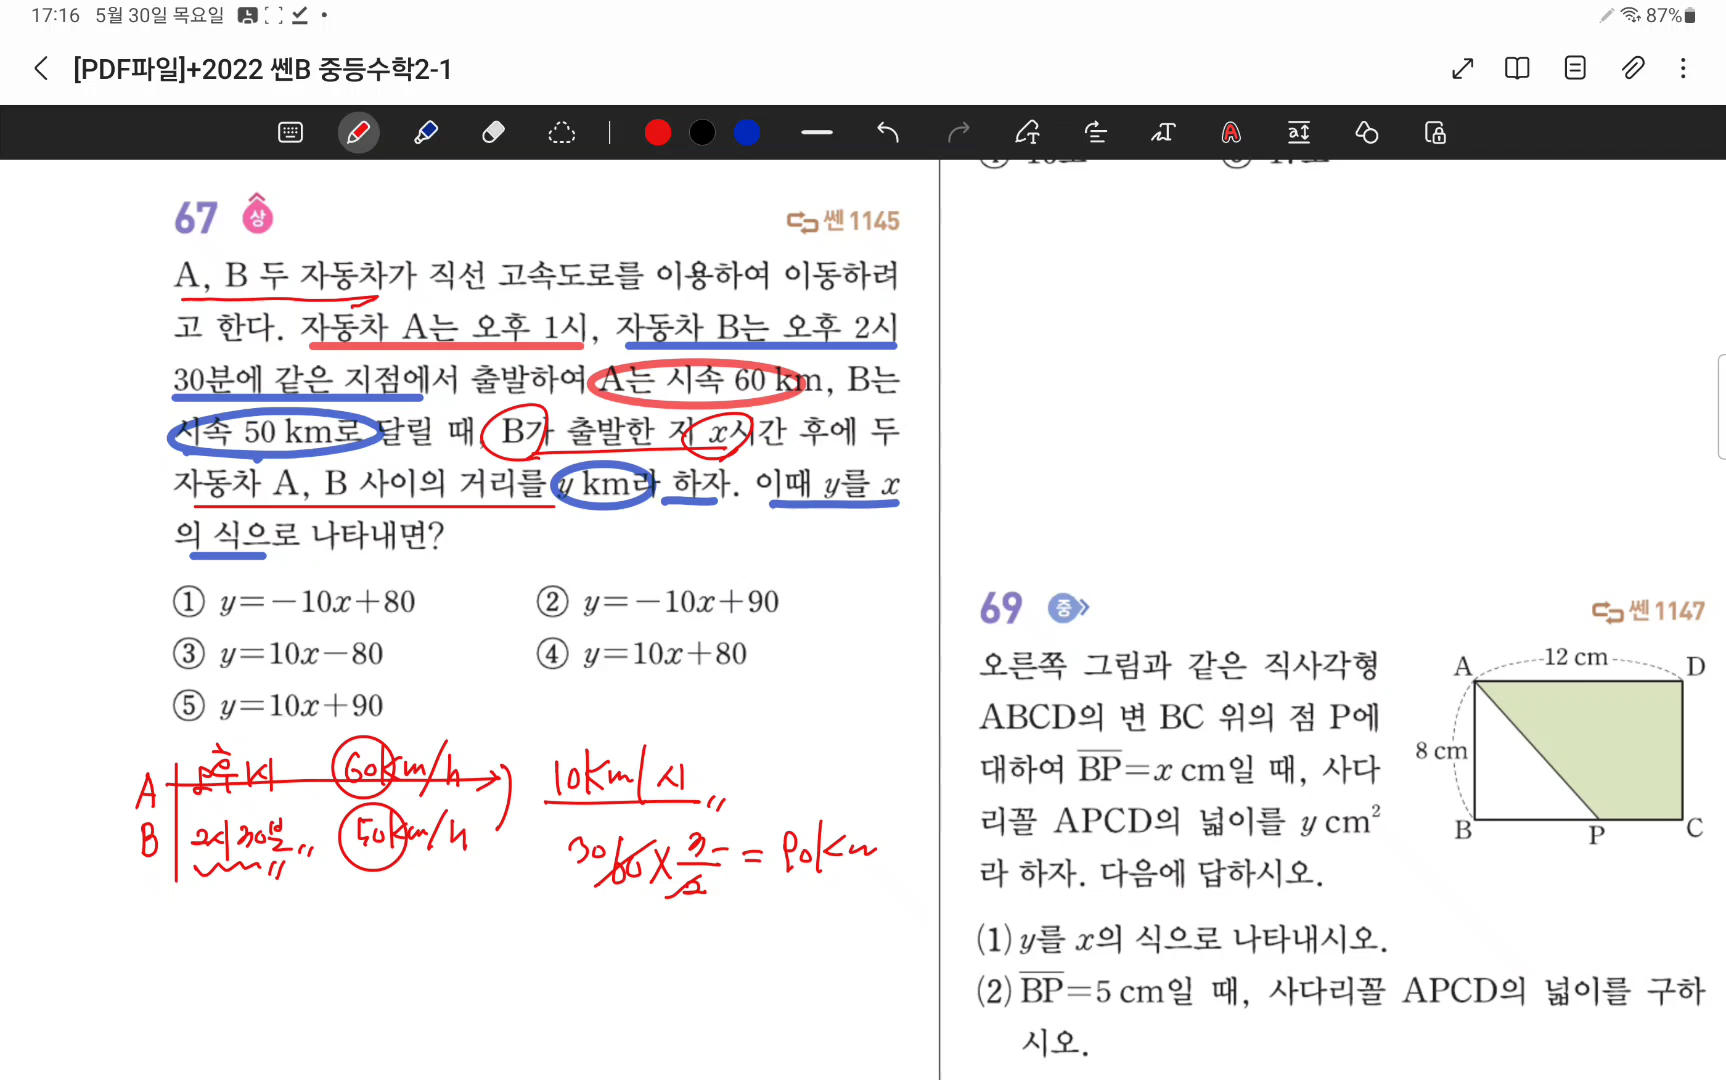 17:16 5월 30일 목요일
87%
[PDF파일]+2022 쎈B 중등수학2-1
67 상
쎈 1145
A, B 두 자동차가 직선 고속도로를 이용하여 이동하려
고 한다. 자동차 A는 오후 1시, 자동차 B는 오후 2시
30분에 같은 지점에서 출발하여 A는 시속 60 km, B는
시속 50 km로 달릴 때, B가 출발한 지 x시간 후에 두
자동차 A, B 사이의 거리를 y km라 하자. 이때 y를 x
의 식으로 나타내면?
① y=-10x+80
② y=-10x+90
③ y=10x-80
④ y=10x+80
⑤ y=10x+90
A 60km/h
B 2시 30분 50km/h
10km/시
30 60 × 3/2 = 90km
69 중
쎈 1147
오른쪽 그림과 같은 직사각형
ABCD의 변 BC 위의 점 P에
대하여 BP=x cm일 때, 사다
리꼴 APCD의 넓이를 y cm²
라 하자. 다음에 답하시오.
A 12 cm D
8 cm
B P C
(1) y를 x의 식으로 나타내시오.
(2) BP=5 cm일 때, 사다리꼴 APCD의 넓이를 구하
시오.